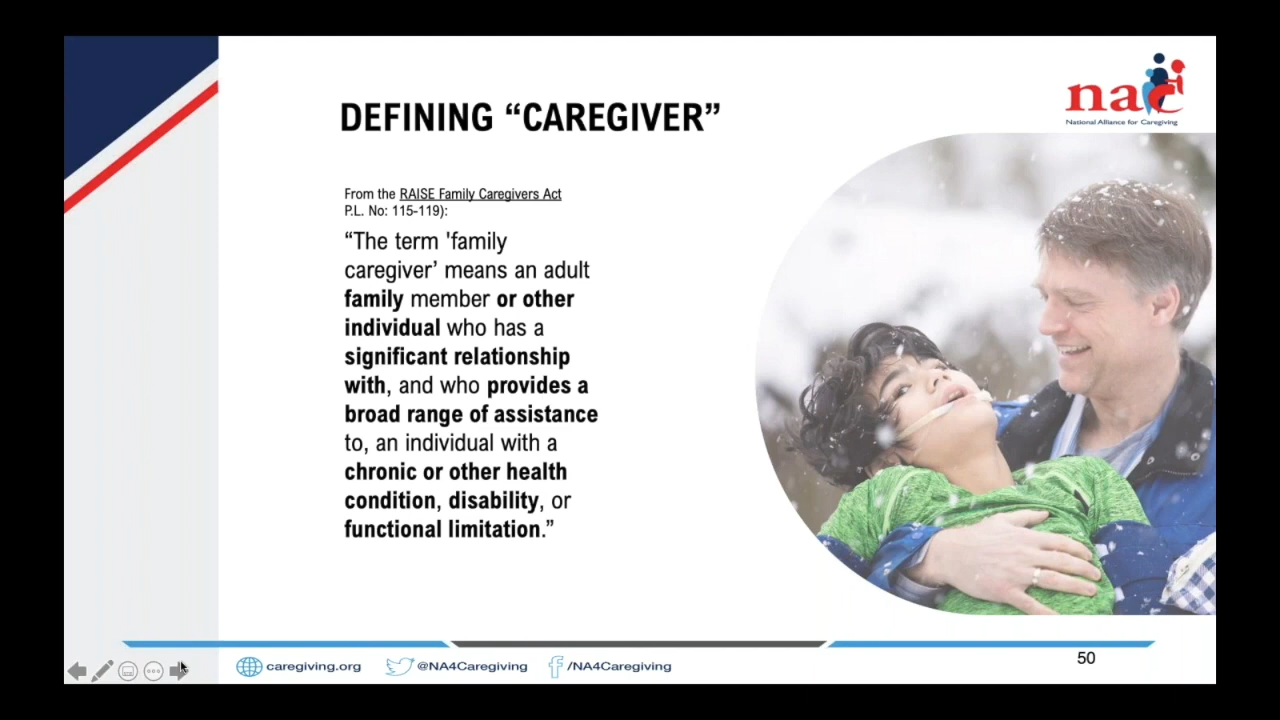 DEFINING “CAREGIVER”
nac
National Alliance for Caregiving
From the RAISE Family Caregivers Act
P.L. No: 115-119):
“The term 'family
caregiver’ means an adult
family member or other
individual who has a
significant relationship
with, and who provides a
broad range of assistance
to, an individual with a
chronic or other health
condition, disability, or
functional limitation.”
caregiving.org
@NA4Caregiving
/NA4Caregiving
50